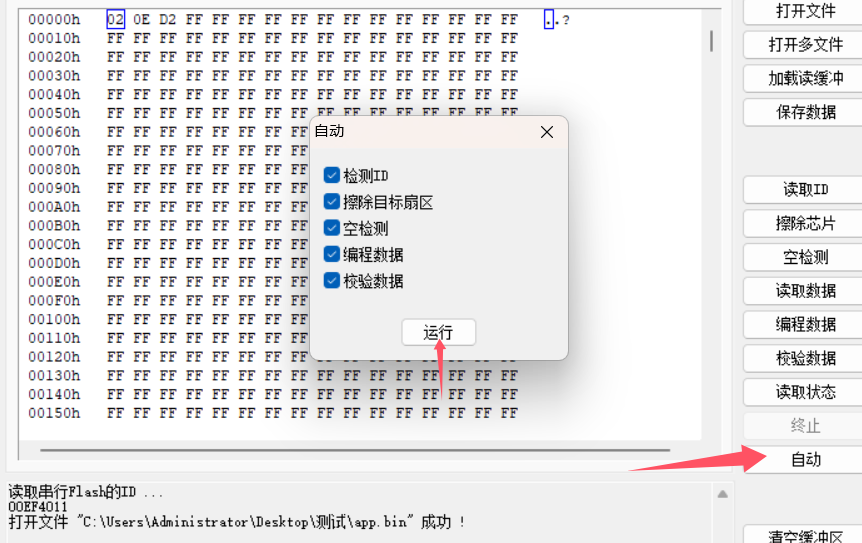 00000h 02 0E D2 FF FF FF FF FF FF FF FF FF FF FF FF FF ..?
00010h FF FF FF FF FF FF FF FF FF FF FF FF FF FF FF FF
00020h FF FF FF FF FF FF FF FF FF FF FF FF FF FF FF FF
00030h FF FF FF FF FF FF FF FF FF FF FF FF FF FF FF FF
00040h FF FF FF FF FF FF FF FF FF FF FF FF FF FF FF FF
00050h FF FF FF FF FF FF FF FF FF FF FF FF FF FF FF FF
00060h FF FF FF FF FF FF FF FF
00070h FF FF FF FF FF FF FF FF
00080h FF FF FF FF FF FF FF FF
00090h FF FF FF FF FF FF FF FF
000A0h FF FF FF FF FF FF FF FF
000B0h FF FF FF FF FF FF FF FF
000C0h FF FF FF FF FF FF FF FF
000D0h FF FF FF FF FF FF FF FF
000E0h FF FF FF FF FF FF FF FF
000F0h FF FF FF FF FF FF FF FF
00100h FF FF FF FF FF FF FF FF
00110h FF FF FF FF FF FF FF FF
00120h FF FF FF FF FF FF FF FF FF FF FF FF FF FF FF FF
00130h FF FF FF FF FF FF FF FF FF FF FF FF FF FF FF FF
00140h FF FF FF FF FF FF FF FF FF FF FF FF FF FF FF FF
00150h FF FF FF FF FF FF FF FF FF FF FF FF FF FF FF FF
自动
检测ID
擦除目标扇区
空检测
编程数据
校验数据
运行
打开文件
打开多文件
加载读缓冲
保存数据
读取ID
擦除芯片
空检测
读取数据
编程数据
校验数据
读取状态
终止
自动
清空缓冲区
读取串行Flash的ID ...
00EF4011
打开文件 "C:\Users\Administrator\Desktop\测试\app.bin" 成功 !